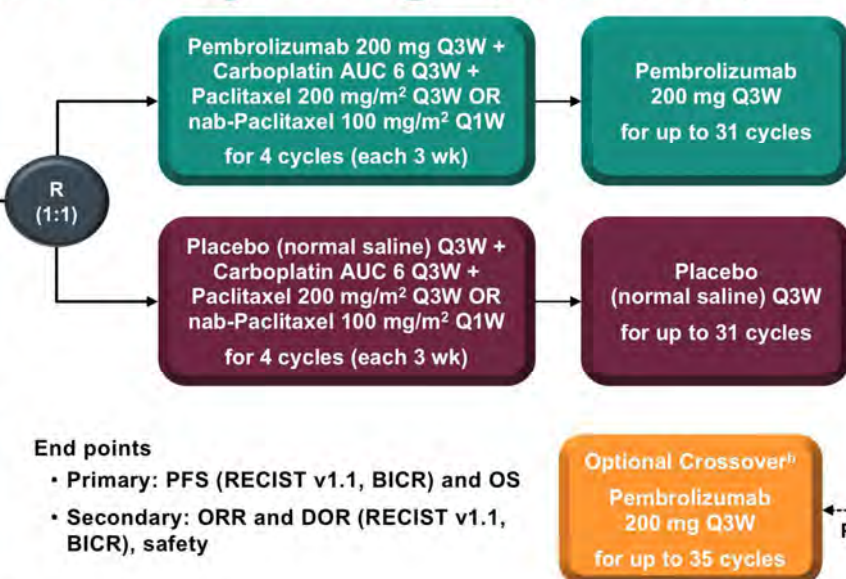 Pembrolizumab 200 mg Q3W +
Carboplatin AUC 6 Q3W +
Paclitaxel 200 mg/m² Q3W OR
nab-Paclitaxel 100 mg/m² Q1W
for 4 cycles (each 3 wk)
Pembrolizumab
200 mg Q3W
for up to 31 cycles
R
(1:1)
Placebo (normal saline) Q3W +
Carboplatin AUC 6 Q3W +
Paclitaxel 200 mg/m² Q3W OR
nab-Paclitaxel 100 mg/m² Q1W
for 4 cycles (each 3 wk)
Placebo
(normal saline) Q3W
for up to 31 cycles
End points
• Primary: PFS (RECIST v1.1, BICR) and OS
• Secondary: ORR and DOR (RECIST v1.1,
BICR), safety
Optional Crossover
Pembrolizumab
200 mg Q3W
for up to 35 cycles